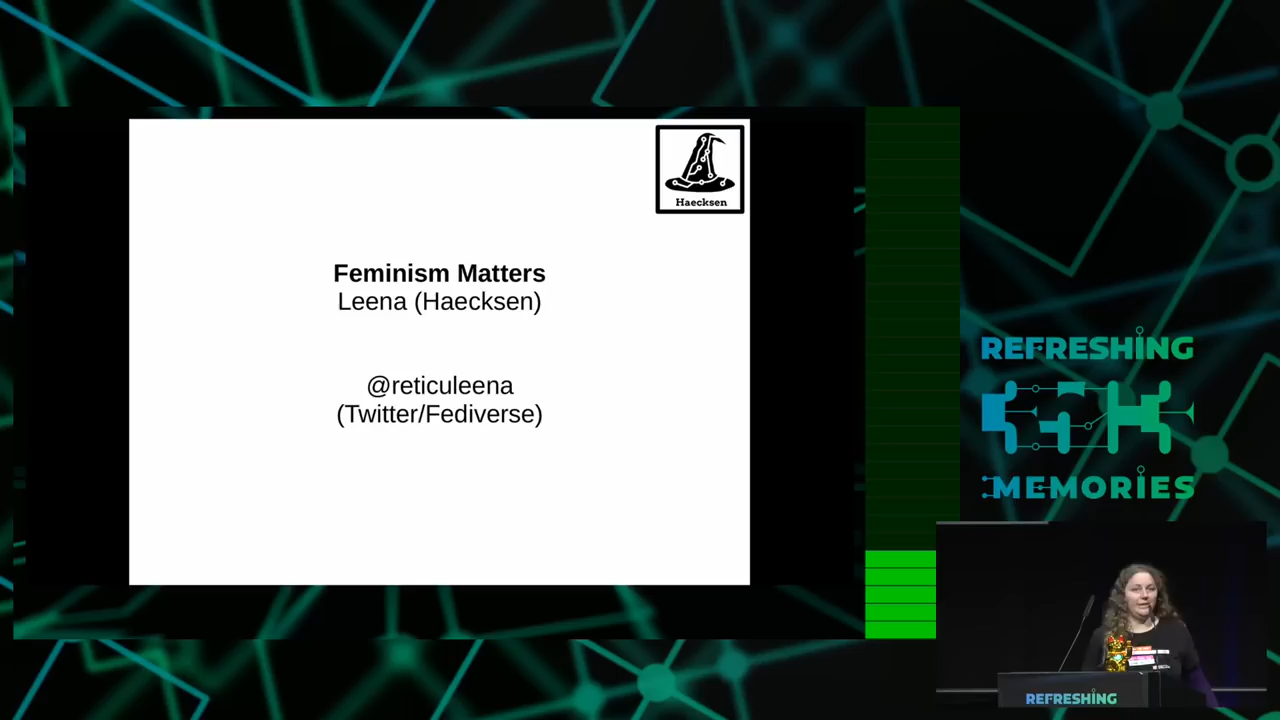 Haecksen
Feminism Matters
Leena (Haecksen)
@reticuleena
(Twitter/Fediverse)
REFRESHING
MEMORIES
REFRESHING